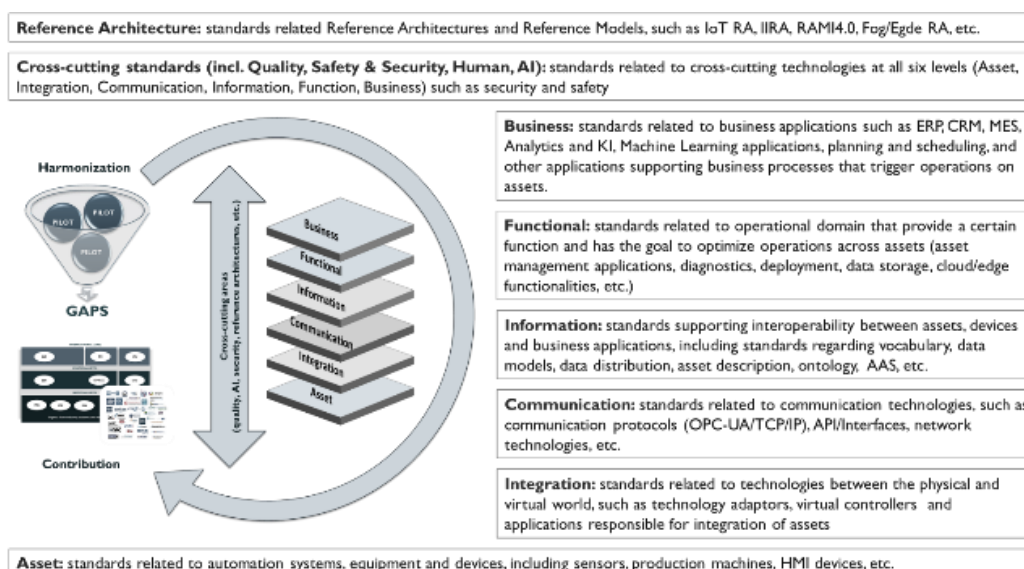 Reference Architecture: standards related Reference Architectures and Reference Models, such as IoT RA, IIRA, RAMI4.0, Fog/Egde RA, etc.
Cross-cutting standards (incl. Quality, Safety & Security, Human, AI): standards related to cross-cutting technologies at all six levels (Asset,
Integration, Communication, Information, Function, Business) such as security and safety
Harmonization
PILOT
PILOT
PILOT
GAPS
Contribution
Cross-cutting areas
(quality, AI, security, reference architectures, etc.)
Business
Functional
Information
Communication
Integration
Asset
Business: standards related to business applications such as ERP, CRM, MES,
Analytics and KI, Machine Learning applications, planning and scheduling, and
other applications supporting business processes that trigger operations on
assets.
Functional: standards related to operational domain that provide a certain
function and has the goal to optimize operations across assets (asset
management applications, diagnostics, deployment, data storage, cloud/edge
functionalities, etc.)
Information: standards supporting interoperability between assets, devices
and business applications, including standards regarding vocabulary, data
models, data distribution, asset description, ontology, AAS, etc.
Communication: standards related to communication technologies, such as
communication protocols (OPC-UA/TCP/IP), API/Interfaces, network
technologies, etc.
Integration: standards related to technologies between the physical and
virtual world, such as technology adaptors, virtual controllers and
applications responsible for integration of assets
Asset: standards related to automation systems, equipment and devices, including sensors, production machines, HMI devices, etc.